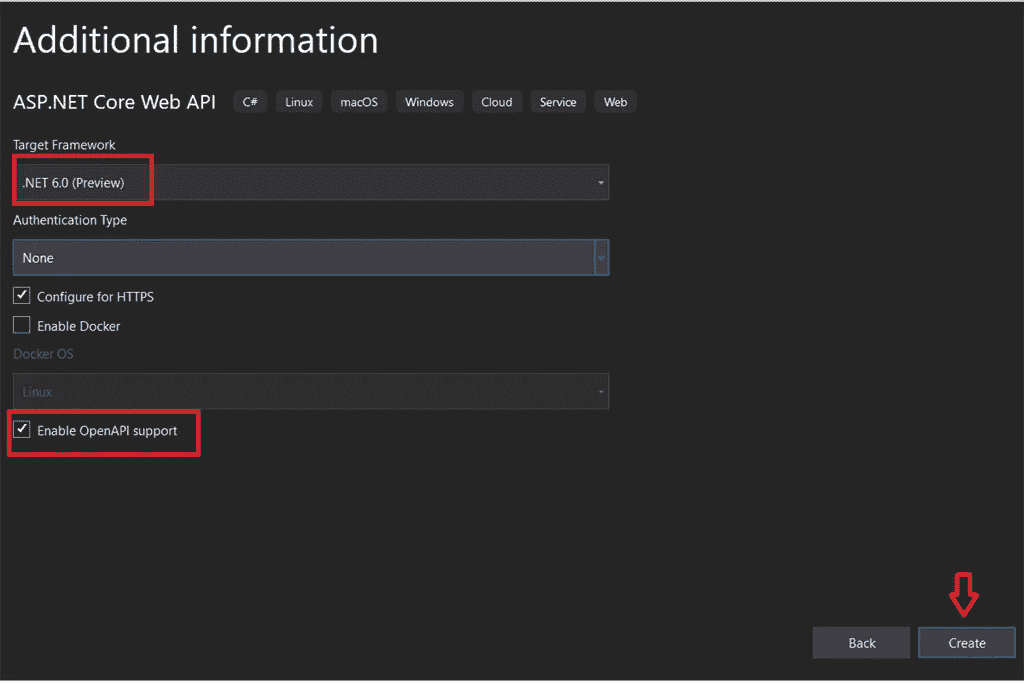 Additional information
ASP.NET Core Web API C# Linux macOS Windows Cloud Service Web
Target Framework
.NET 6.0 (Preview)
Authentication Type
None
Configure for HTTPS
Enable Docker
Docker OS
Linux
Enable OpenAPI support
Back Create